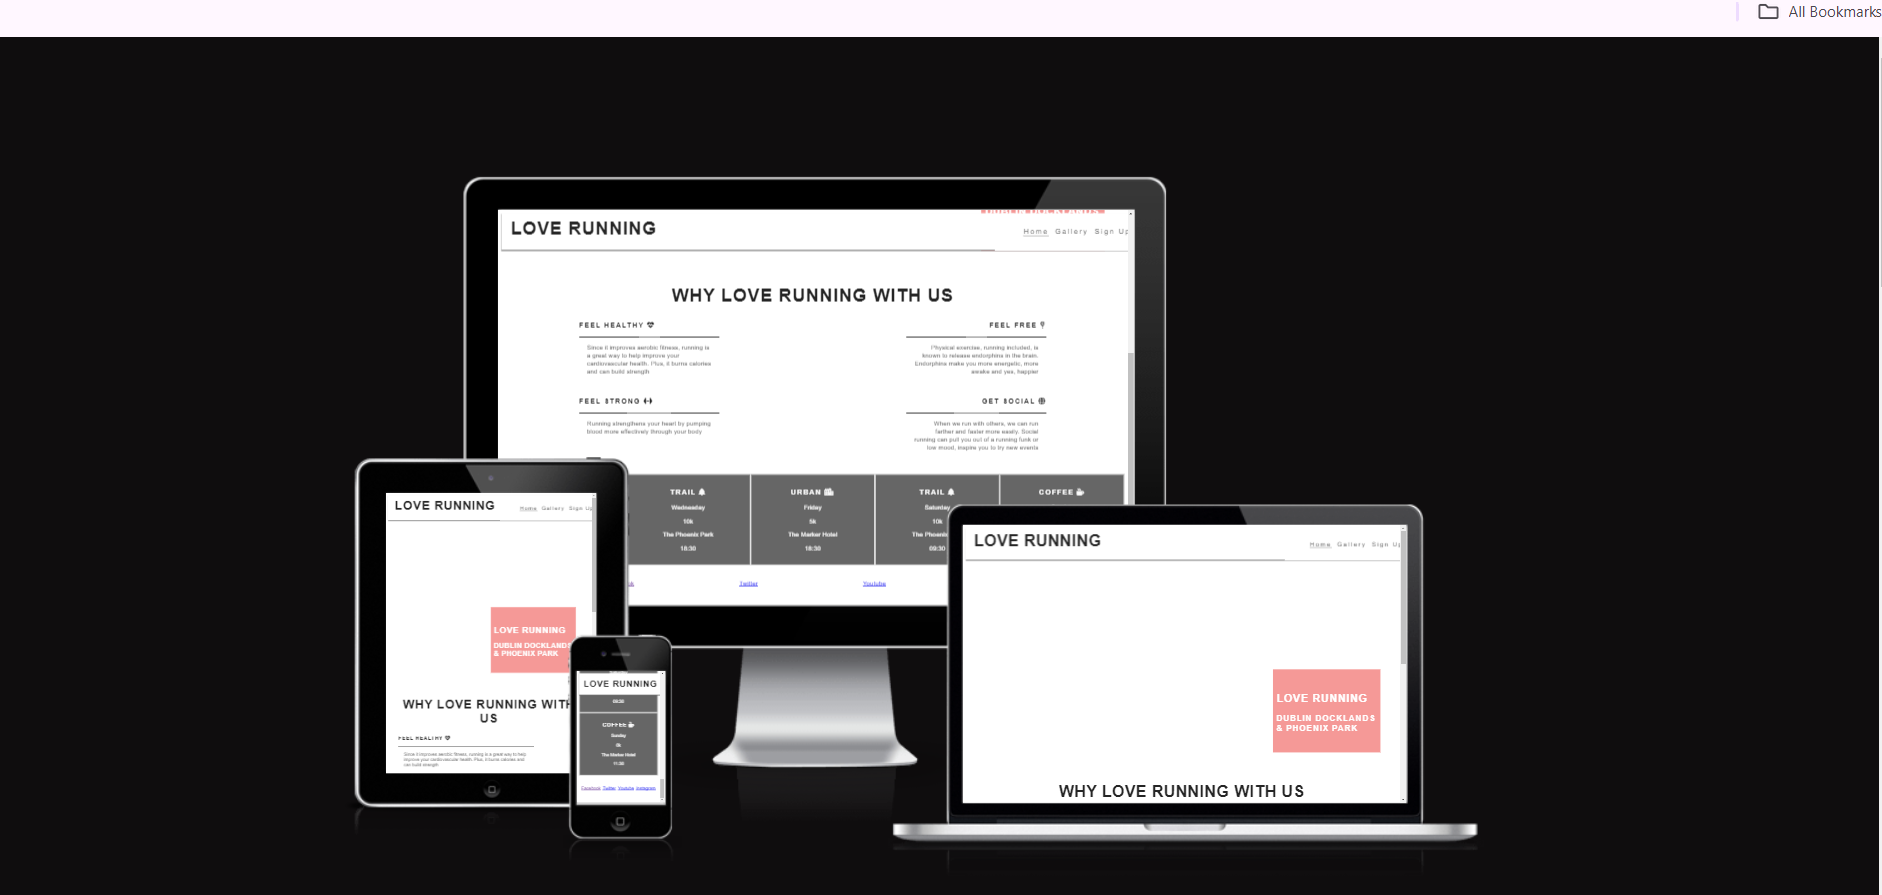 All Bookmarks
LOVE RUNNING
Home Gallery Sign Up
WHY LOVE RUNNING WITH US
FEEL HEALTHY
Since it improves aerobic fitness, running is
a great way to help improve your
cardiovascular health. Plus, it burns calories
and can build strength
FEEL FREE
Physical exercise, running included, is
known to release endorphins in the brain.
Endorphins make you more energetic, more
awake and yes, happier
FEEL STRONG
Running strengthens your heart by pumping
blood more effectively through your body
GET SOCIAL
When we run with others, we can run
farther and faster more easily. Social
running can pull you out of a running funk or
low mood, inspire you to try new events
TRAIL
Wednesday
10k
The Phoenix Park
18:30
URBAN
Friday
5k
The Marker Hotel
18:30
TRAIL
Saturday
10k
The Phoenix
09:30
COFFEE
Twitter
Youtube
LOVE RUNNING
Home Gallery Sign Up
LOVE RUNNING
DUBLIN DOCKLANDS
& PHOENIX PARK
WHY LOVE RUNNING WITH
US
FEEL HEALTHY
Since it improves aerobic fitness, running is a great way to help
improve your cardiovascular health. Plus, it burns calories and
can build strength
LOVE RUNNING
09:30
COFFEE
Sunday
5k
The Marker Hotel
11:30
Facebook Twitter Youtube Instagram
LOVE RUNNING
Home Gallery Sign Up
LOVE RUNNING
DUBLIN DOCKLANDS
& PHOENIX PARK
WHY LOVE RUNNING WITH US